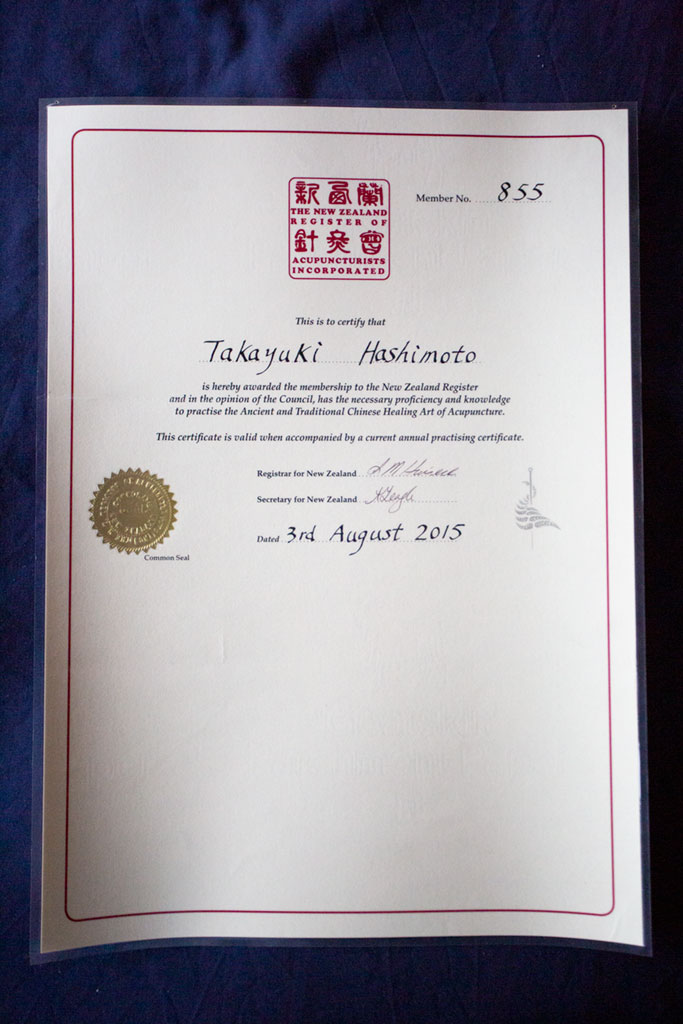 Member No. 855
新西蘭
THE NEW ZEALAND
REGISTER OF
針灸會
ACUPUNCTURISTS
INCORPORATED
This is to certify that
Takayuki Hashimoto
is hereby awarded the membership to the New Zealand Register
and in the opinion of the Council, has the necessary proficiency and knowledge
to practise the Ancient and Traditional Chinese Healing Art of Acupuncture.
This certificate is valid when accompanied by a current annual practising certificate.
Registrar for New Zealand
Secretary for New Zealand
Dated 3rd August 2015
Common Seal